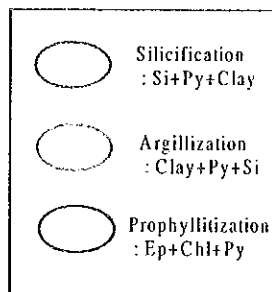 Silicification
: Si+Py+Clay
Argillization
: Clay+Py+Si
Prophyllitization
: Ep+Chl+Py